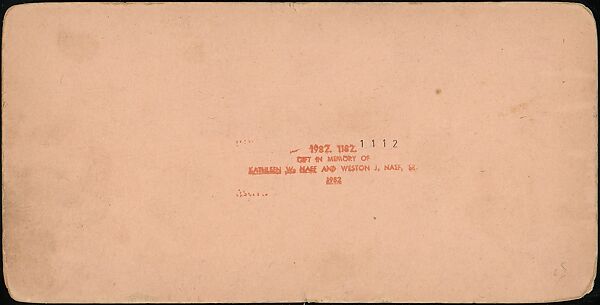 1982. 1182. 1112
GIFT IN MEMORY OF
KATHLEEN W. NAEF AND WESTON J. NAEF, Sr.
1982